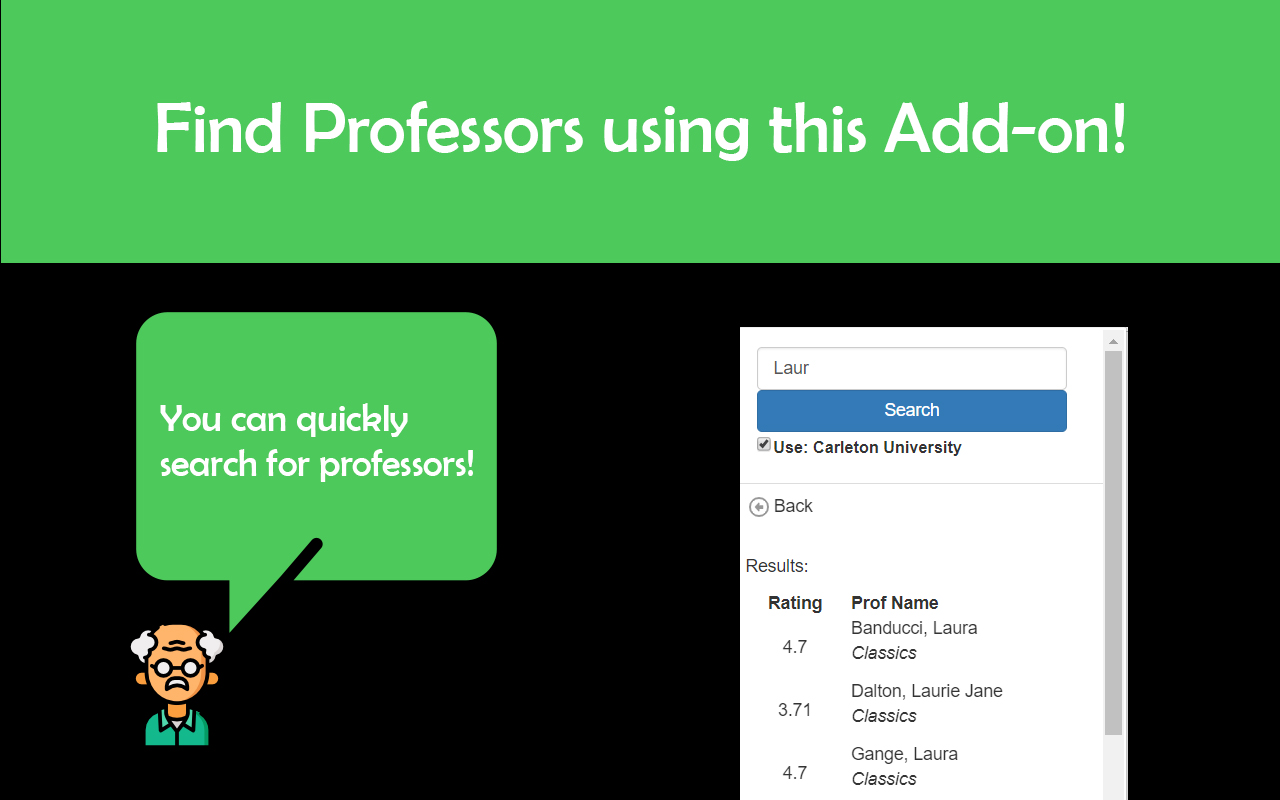 Find Professors using this Add-on!
You can quickly
search for professors!
Laur
Search
Use: Carleton University
Back
Results:
Rating Prof Name
4.7 Banducci, Laura
Classics
3.71 Dalton, Laurie Jane
Classics
4.7 Gange, Laura
Classics